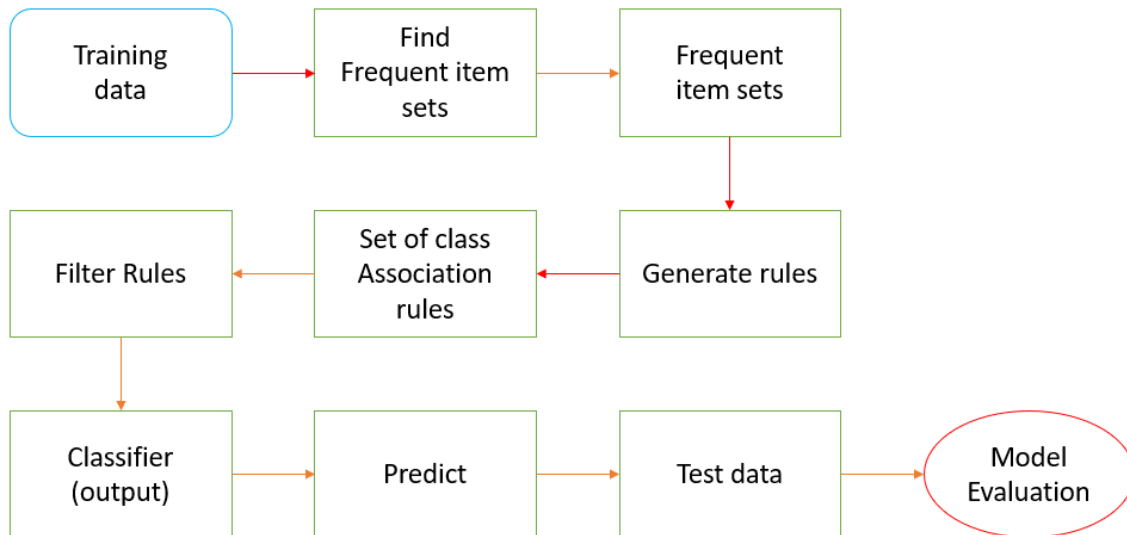 Training
data
Find
Frequent item
sets
Frequent
item sets
Filter Rules
Set of class
Association
rules
Generate rules
Classifier
(output)
Predict
Test data
Model
Evaluation